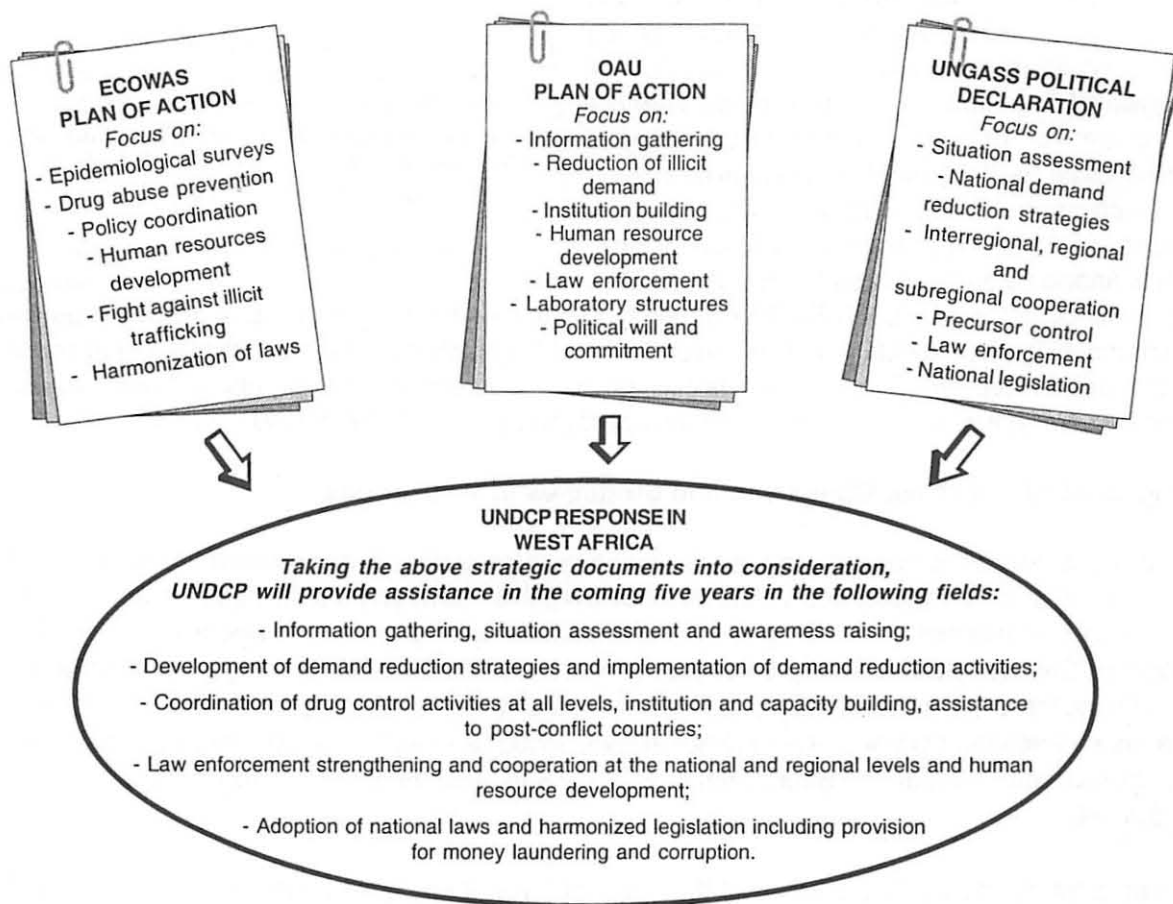 ECOWAS
PLAN OF ACTION
Focus on:
- Epidemiological surveys
- Drug abuse prevention
- Policy coordination
- Human resources
development
- Fight against illicit
trafficking
- Harmonization of laws
OAU
PLAN OF ACTION
Focus on:
- Information gathering
- Reduction of illicit
demand
- Institution building
- Human resource
development
- Law enforcement
- Laboratory structures
- Political will and
commitment
UNGASS POLITICAL
DECLARATION
Focus on:
- Situation assessment
- National demand
reduction strategies
- Interregional, regional
and
subregional cooperation
- Precursor control
- Law enforcement
- National legislation
UNDCP RESPONSE IN
WEST AFRICA
Taking the above strategic documents into consideration,
UNDCP will provide assistance in the coming five years in the following fields:
- Information gathering, situation assessment and awaremess raising;
- Development of demand reduction strategies and implementation of demand reduction activities;
- Coordination of drug control activities at all levels, institution and capacity building, assistance
to post-conflict countries;
- Law enforcement strengthening and cooperation at the national and regional levels and human
resource development;
- Adoption of national laws and harmonized legislation including provision
for money laundering and corruption.